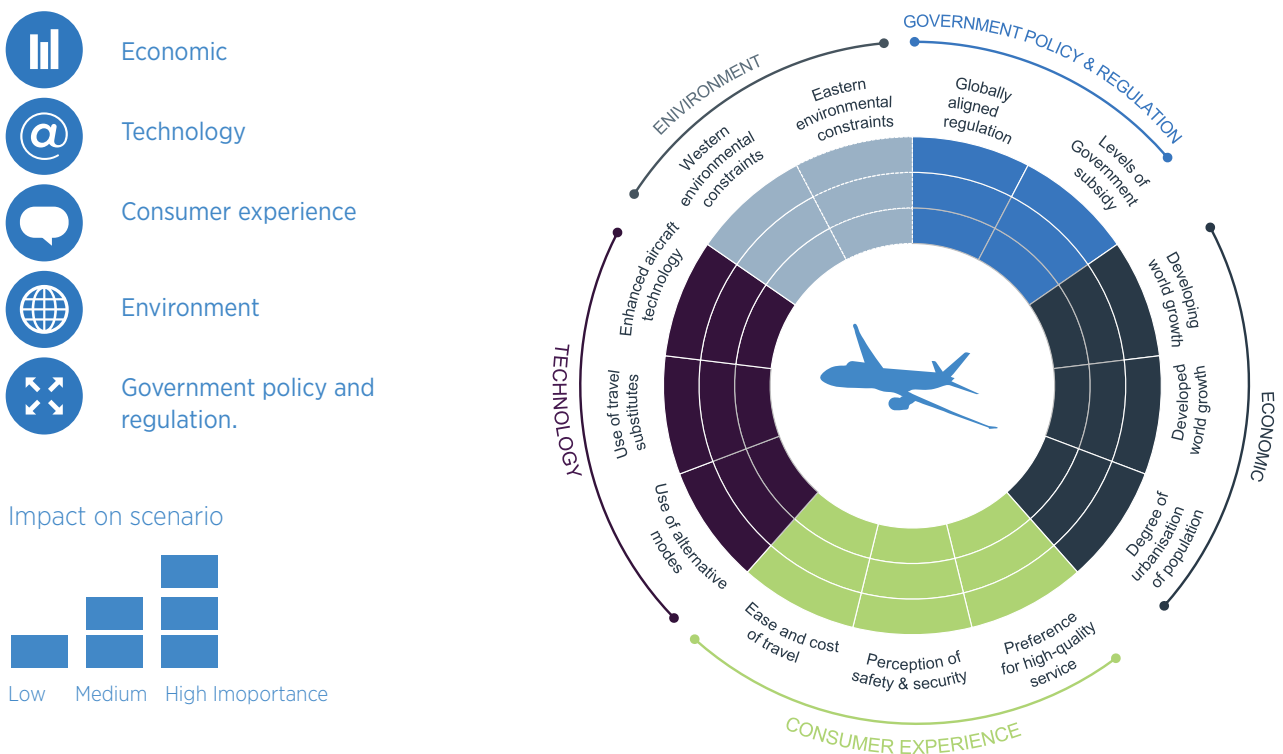 Economic
@
Technology
Consumer experience
Environment
Government policy and
regulation.
Impact on scenario
Low
Medium
High Imoportance
ENIVIRONMENT
GOVERNMENT POLICY & REGULATION
Western
environmental
constraints
Eastern
environmental
constraints
Globally
aligned
regulation
Levels of
Government
subsidy
Developing
world growth
Developed
world growth
Degree of
urbanisation
of population
ECONOMIC
Preference
for high-quality
service
Perception of
safety & security
Ease and cost
of travel
CONSUMER EXPERIENCE
Use of alternative
modes
Use of travel
substitutes
Enhanced aircraft
technology
TECHNOLOGY